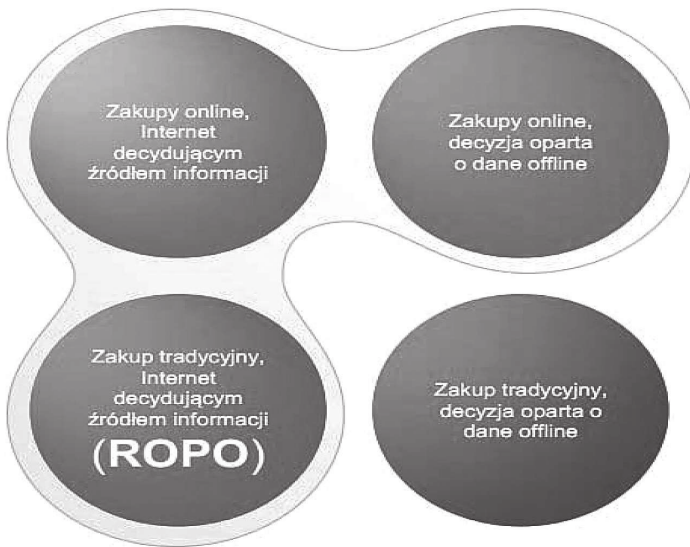 Zakupy online,
Internet
decydującym
źródłem informacji
Zakupy online,
decyzja oparta
o dane offline
Zakup tradycyjny,
Internet
decydującym
źródłem informacji
(ROPO)
Zakup tradycyjny,
decyzja oparta o
dane offline